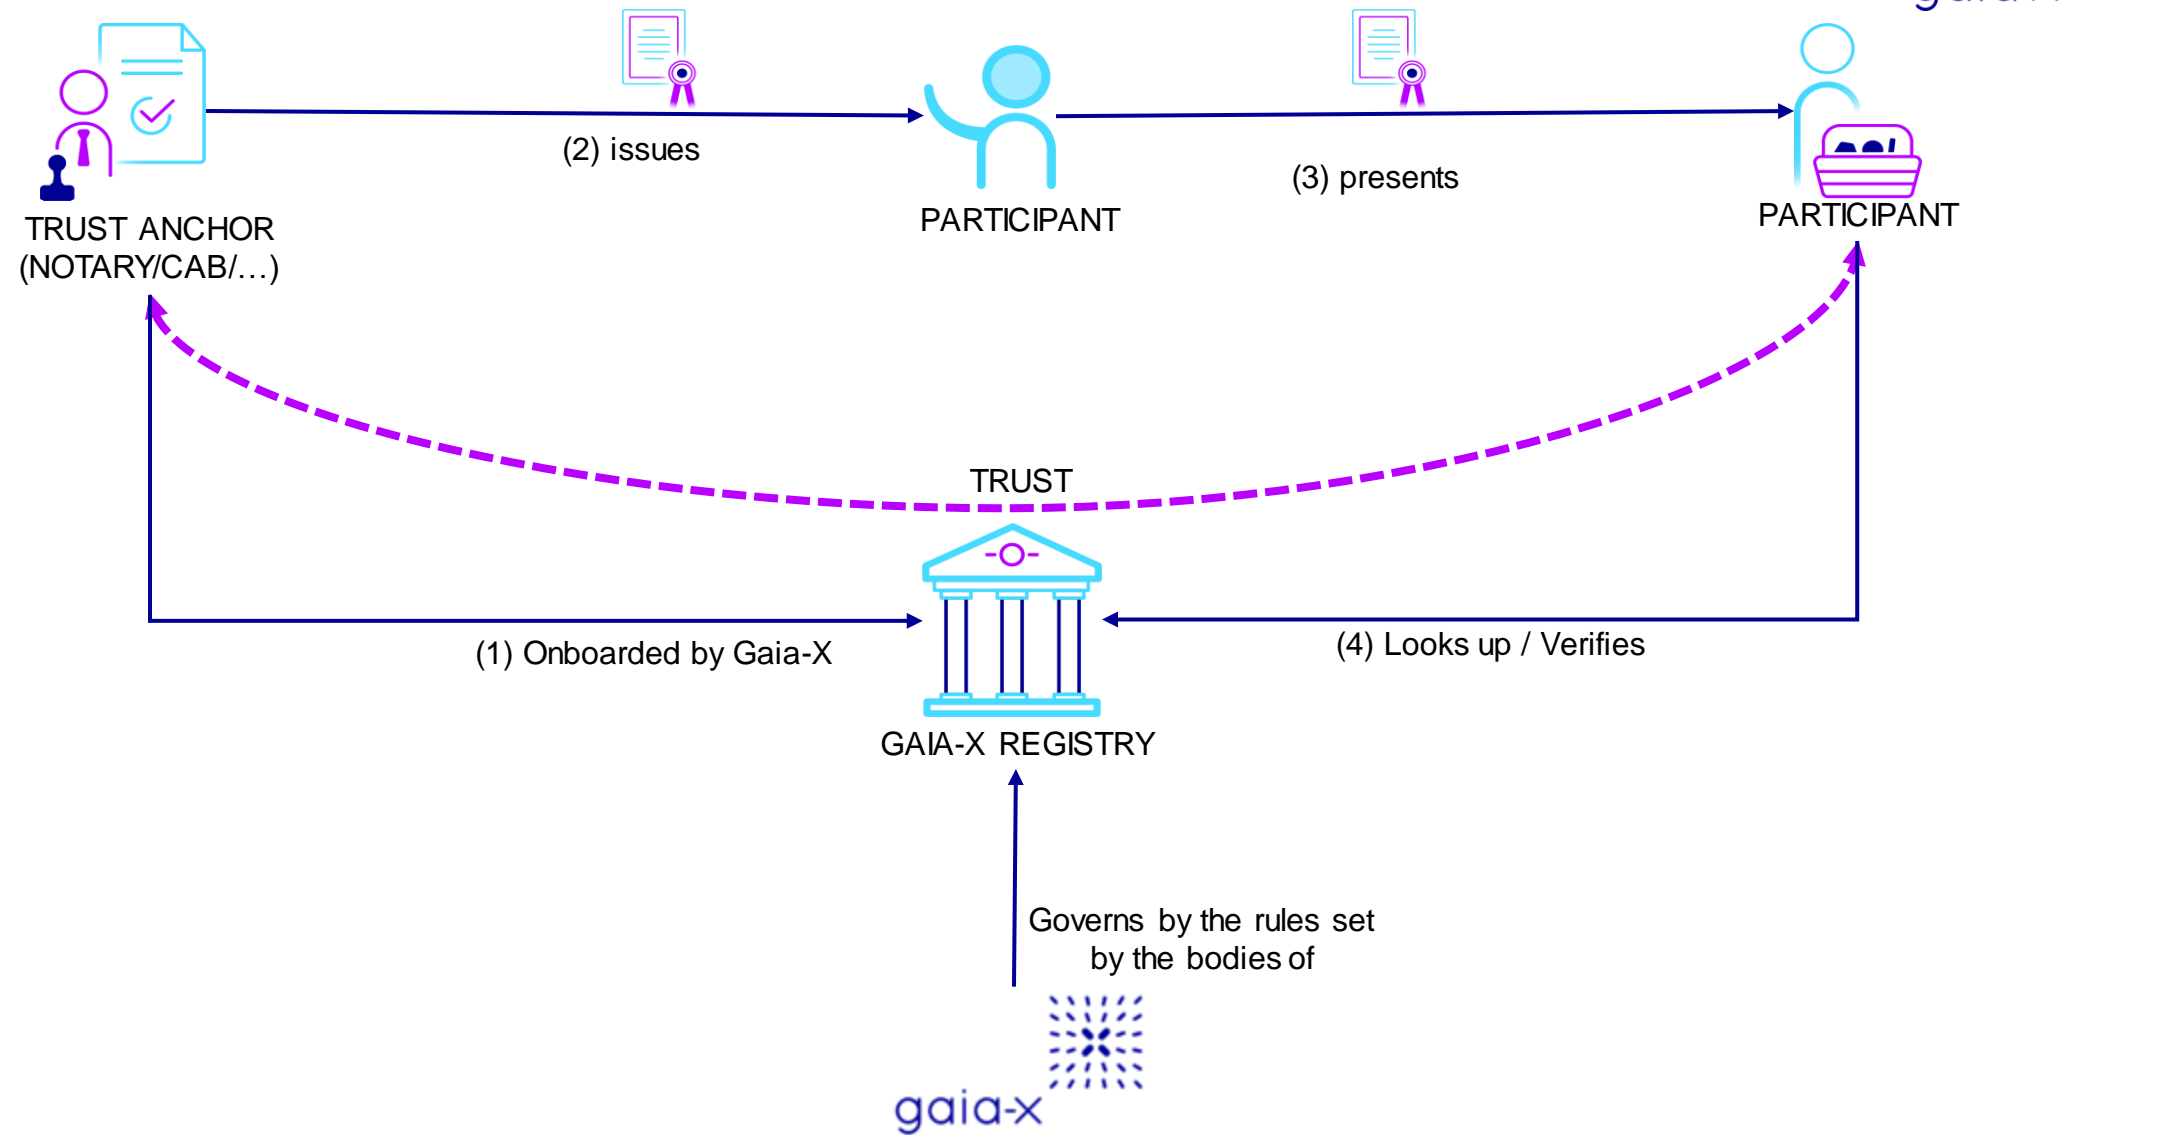 (2) issues
(3) presents
TRUST ANCHOR
(NOTARY/CAB/...)
PARTICIPANT
PARTICIPANT
TRUST
(1) Onboarded by Gaia-X
(4) Looks up / Verifies
GAIA-X REGISTRY
Governs by the rules set
by the bodies of
gaia-x